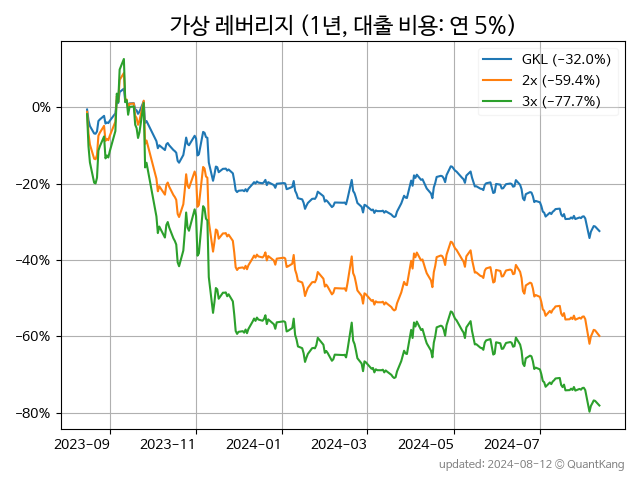 가상 레버리지 (1년, 대출 비용: 연 5%)
GKL (−32.0%)
2x (−59.4%)
3x (−77.7%)
0%
−20%
−40%
−60%
−80%
2023-09 2023-11 2024-01 2024-03 2024-05 2024-07
updated: 2024-08-12 © QuantKang